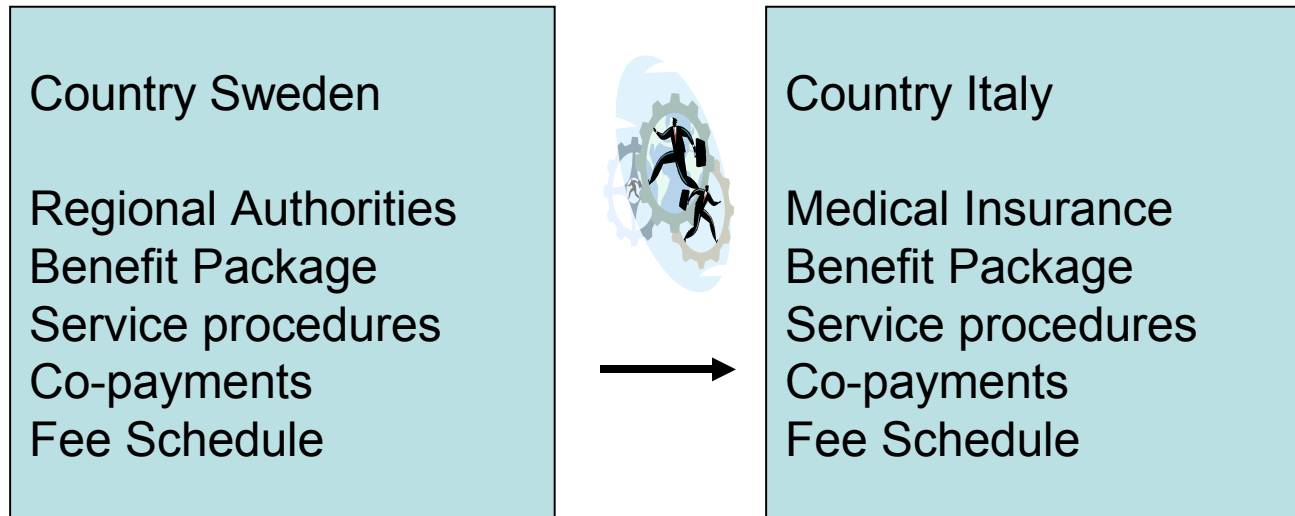 Country Sweden
Regional Authorities
Benefit Package
Service procedures
Co-payments
Fee Schedule
Country Italy
Medical Insurance
Benefit Package
Service procedures
Co-payments
Fee Schedule